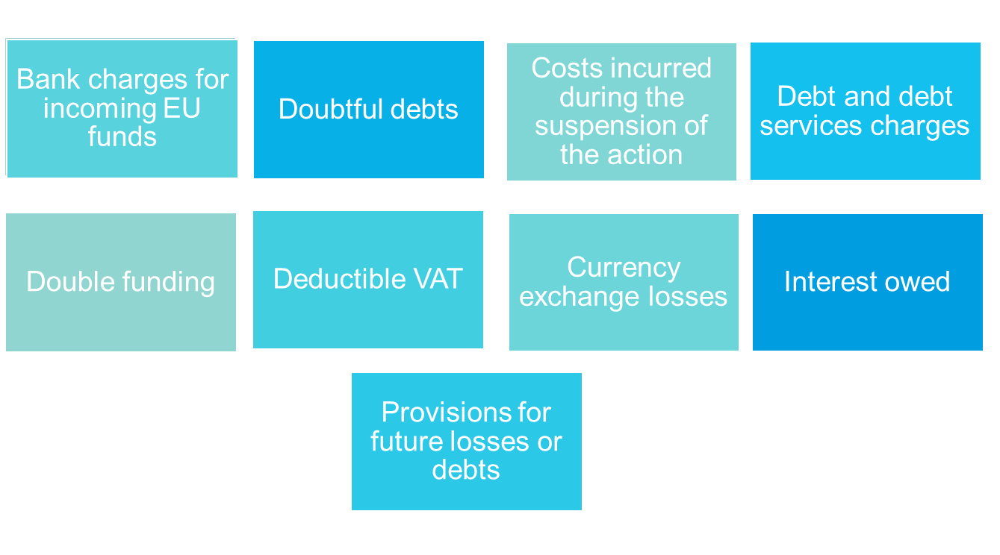 Bank charges for
incoming EU
funds
Doubtful debts
Costs incurred
during the
suspension of
the action
Debt and debt
services charges
Double funding
Deductible VAT
Currency
exchange losses
Interest owed
Provisions for
future losses or
debts